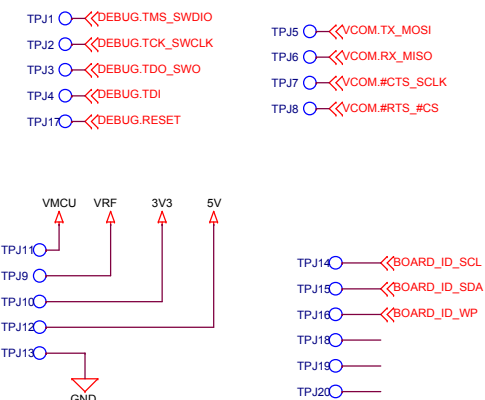 TPJ1 DEBUG.TMS_SWDIO
TPJ2 DEBUG.TCK_SWCLK
TPJ3 DEBUG.TDO_SWO
TPJ4 DEBUG.TDI
TPJ17 DEBUG.RESET
TPJ5 VCOM.TX_MOSI
TPJ6 VCOM.RX_MISO
TPJ7 VCOM.#CTS_SCLK
TPJ8 VCOM.#RTS_#CS
VMCU VRF 3V3 5V
TPJ11
TPJ9
TPJ10
TPJ12
TPJ13
GND
TPJ14 BOARD_ID_SCL
TPJ15 BOARD_ID_SDA
TPJ16 BOARD_ID_WP
TPJ18
TPJ19
TPJ20